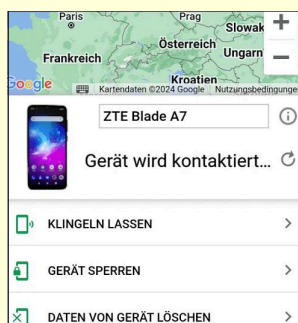 Paris
Prag
Slowak
Österreich
Ungarn
Frankreich
Kroatien
Google
Kartendaten ©2024 Google
Nutzungsbedingungen
ZTE Blade A7
Gerät wird kontaktiert...
KLINGELN LASSEN
GERÄT SPERREN
DATEN VON GERÄT LÖSCHEN